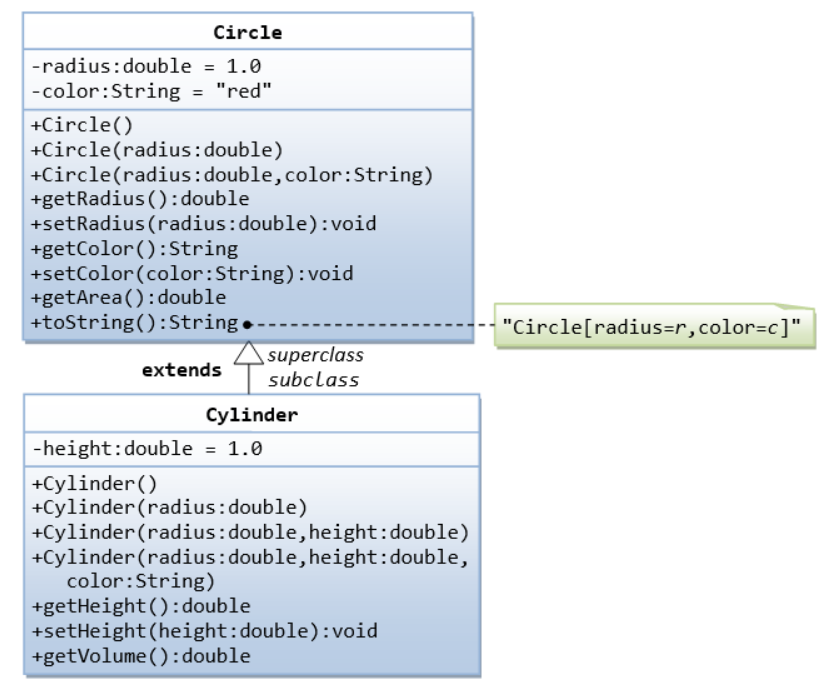 Circle
-radius:double = 1.0
-color:String = "red"
+Circle()
+Circle(radius:double)
+Circle(radius:double,color:String)
+getRadius():double
+setRadius(radius:double):void
+getColor():String
+setColor(color:String):void
+getArea():double
+toString():String
"Circle[radius=r,color=c]"
superclass
extends
subclass
Cylinder
-height:double = 1.0
+Cylinder()
+Cylinder(radius:double)
+Cylinder(radius:double,height:double)
+Cylinder(radius:double,height:double,
color:String)
+getHeight():double
+setHeight(height:double):void
+getVolume():double